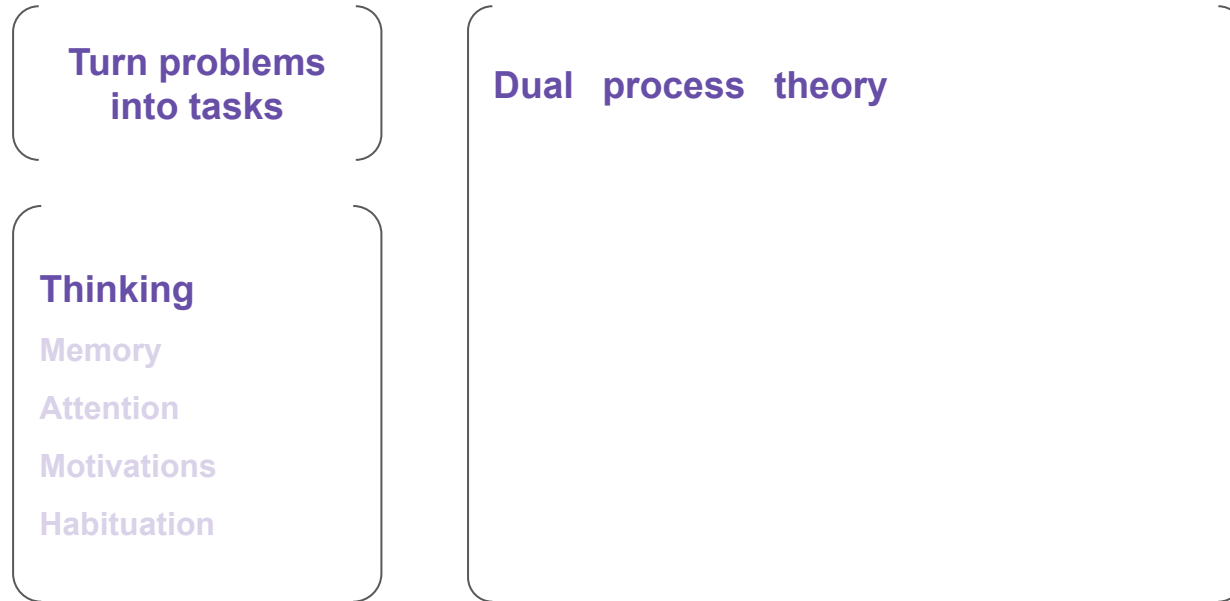 Turn problems
into tasks
Thinking
Memory
Attention
Motivations
Habituation
Dual process theory